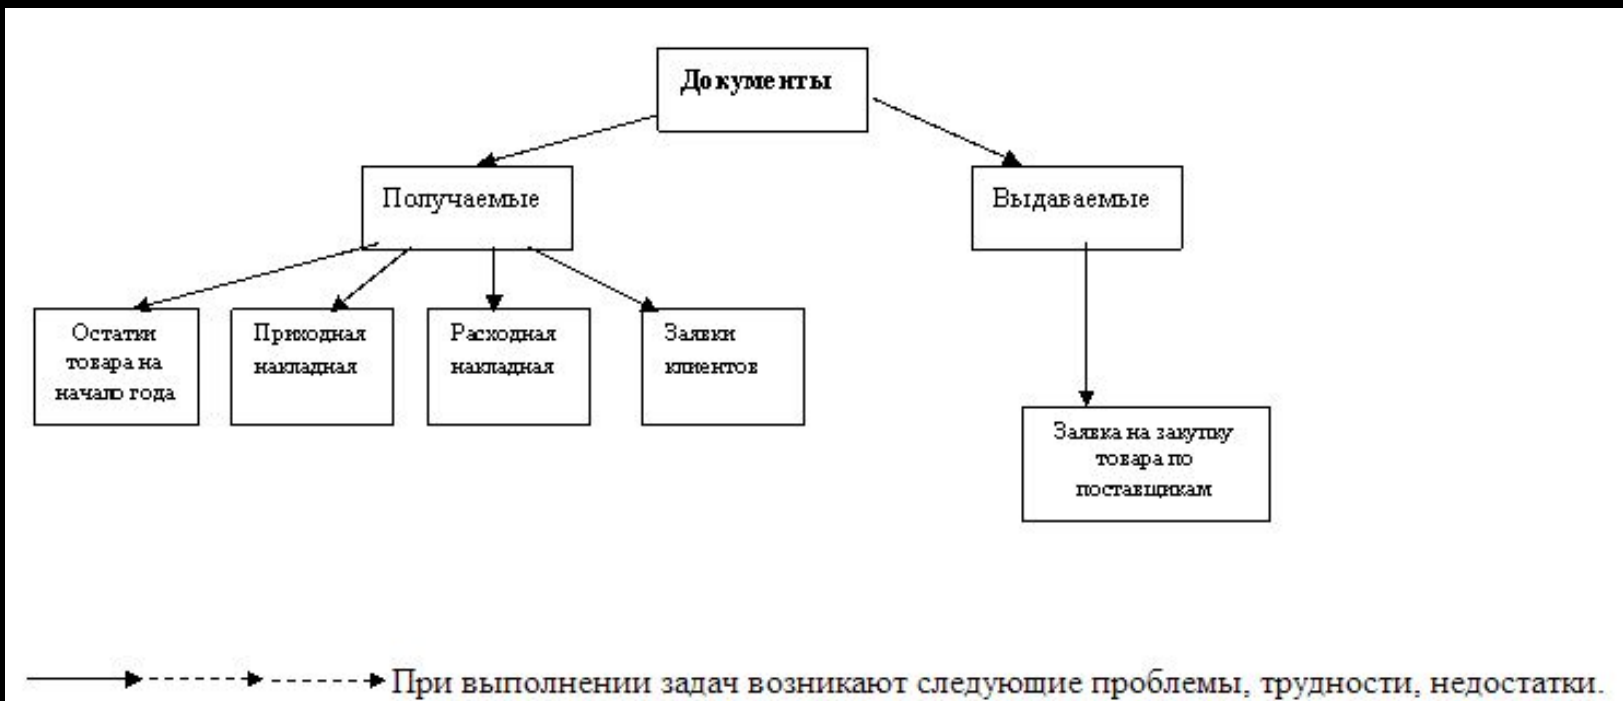 Документы
Получаемые
Выдаваемые
Остатки
товара на
начало года
Приходная
накладная
Расходная
накладная
Заявки
клиентов
Заявка на закупку
товара по
поставщикам
При выполнении задач возникают следующие проблемы, трудности, недостатки.